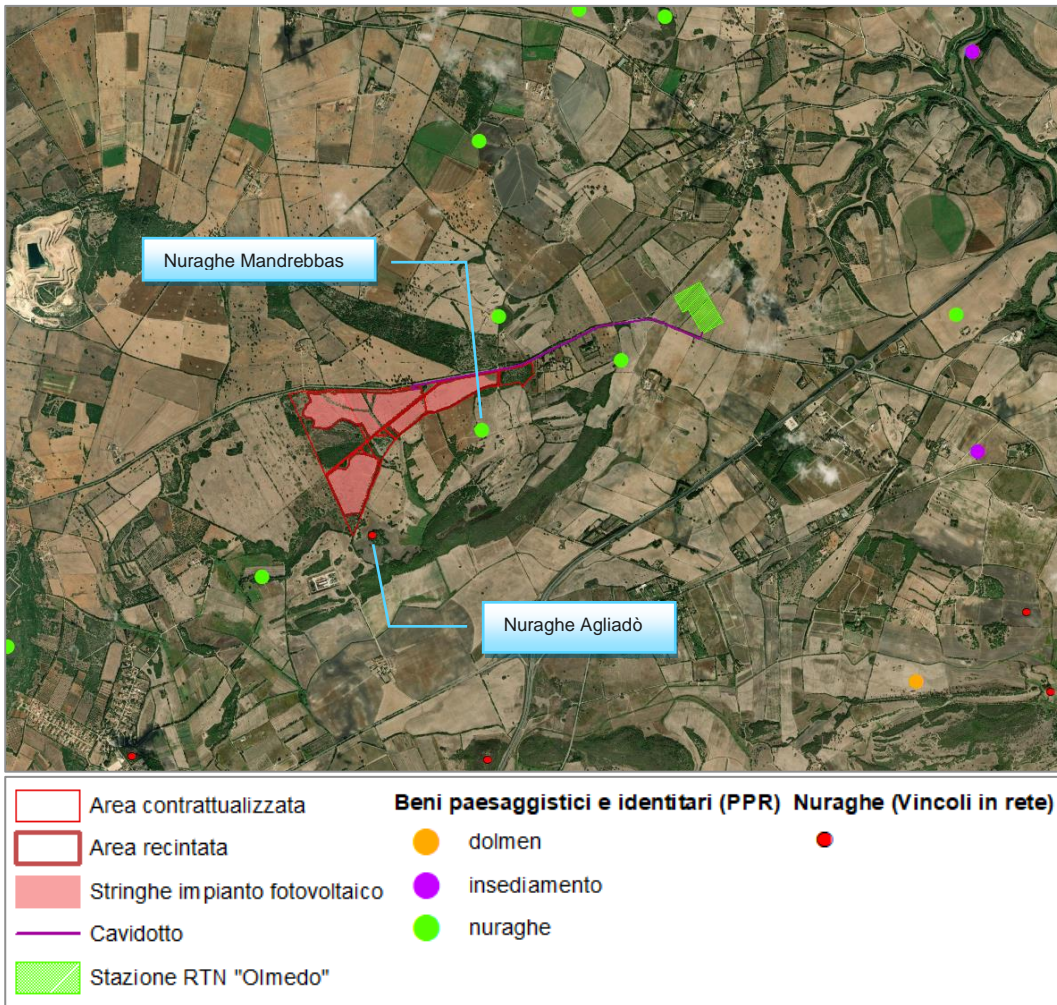 Nuraghe Mandrebbas
Nuraghe Agliadò
Area contrattualizzata
Area recintata
Stringhe impianto fotovoltaico
Cavidotto
Stazione RTN "Olmedo"
Beni paesaggistici e identitari (PPR)
dolmen
insediamento
nuraghe
Nuraghe (Vincoli in rete)